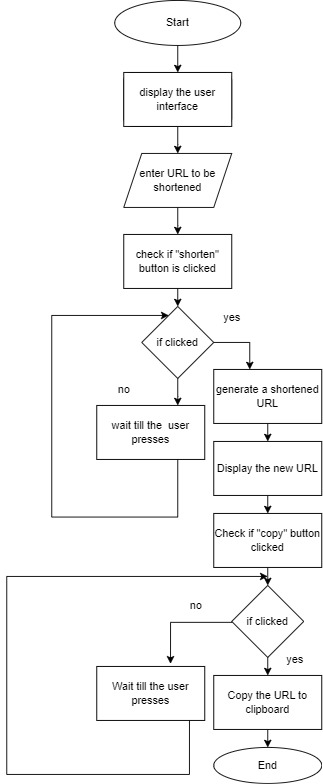 Start
display the user
interface
enter URL to be
shortened
check if "shorten"
button is clicked
if clicked
yes
no
wait till the user
presses
generate a shortened
URL
Display the new URL
Check if "copy" button
clicked
if clicked
no
yes
Wait till the user
presses
Copy the URL to
clipboard
End